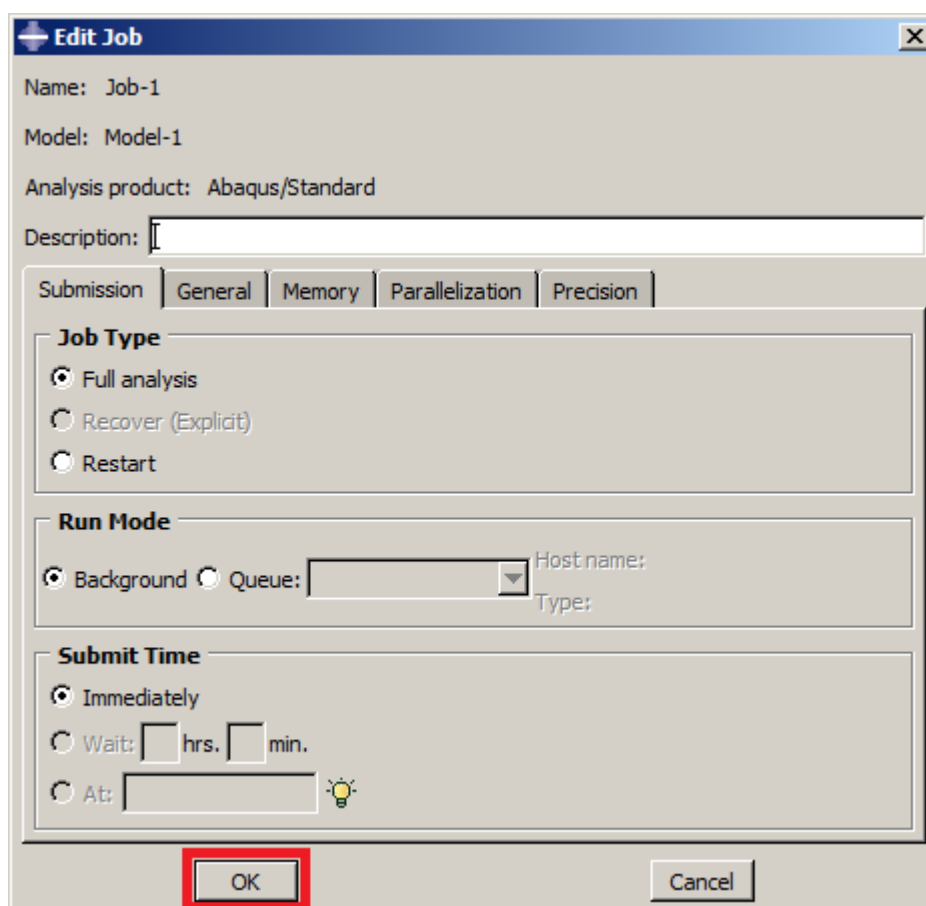 Edit Job
Name: Job-1
Model: Model-1
Analysis product: Abaqus/Standard
Description:
Submission General Memory Parallelization Precision
Job Type
Full analysis
Recover (Explicit)
Restart
Run Mode
Background Queue: Host name:
Type:
Submit Time
Immediately
Wait: hrs. min.
At:
OK Cancel